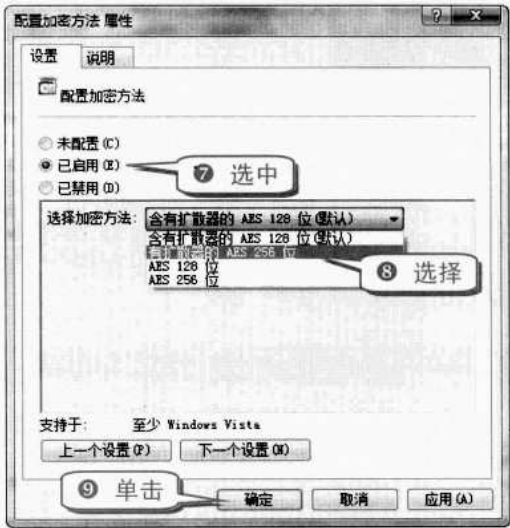 配置加密方法 属性
设置 说明
配置加密方法
未配置(C)
已启用(E)
❼ 选中
已禁用(D)
选择加密方法: 含有扩散器的 AES 128 位(默认)
含有扩散器的 AES 128 位(默认)
有扩散器的 AES 256 位
AES 128 位
AES 256 位
❽ 选择
支持于: 至少 Windows Vista
上一个设置(P) 下一个设置(N)
❾ 单击
确定 取消 应用(A)